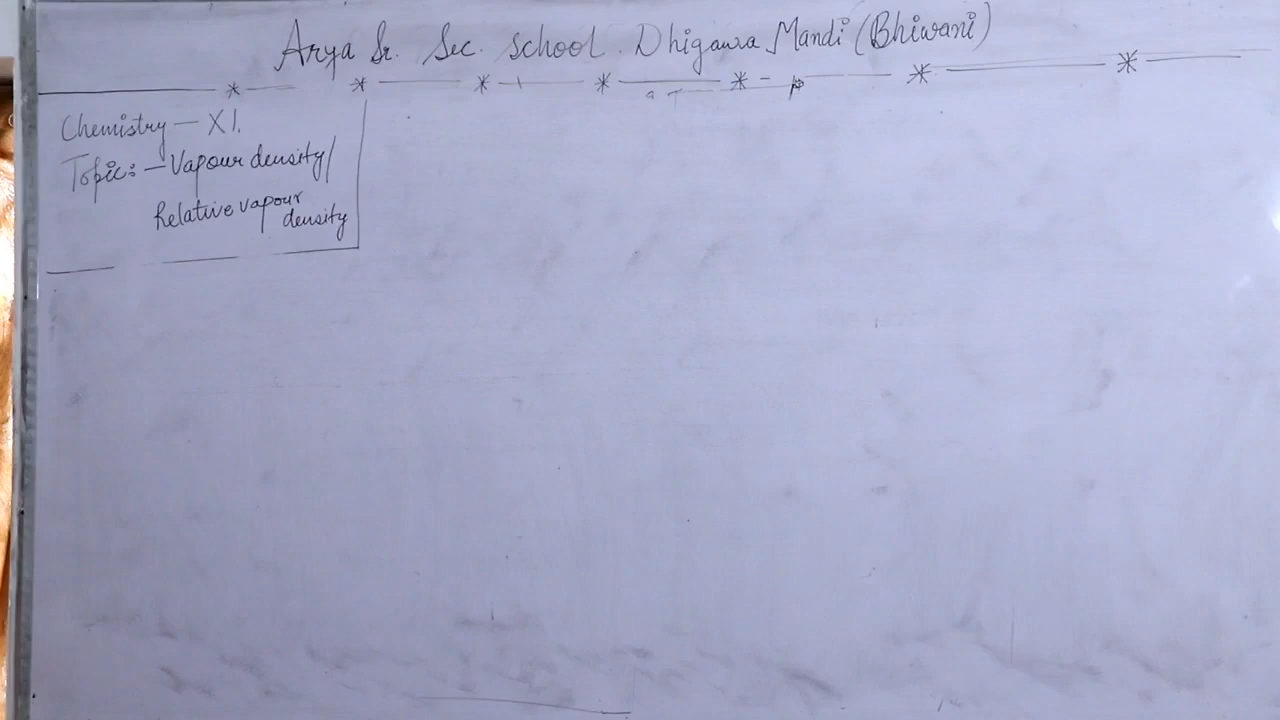 Arya Sr. Sec. School. Dhigawa Mandi (Bhiwani)
Chemistry - XI.
Topic:- Vapour density/
Relative vapour
density